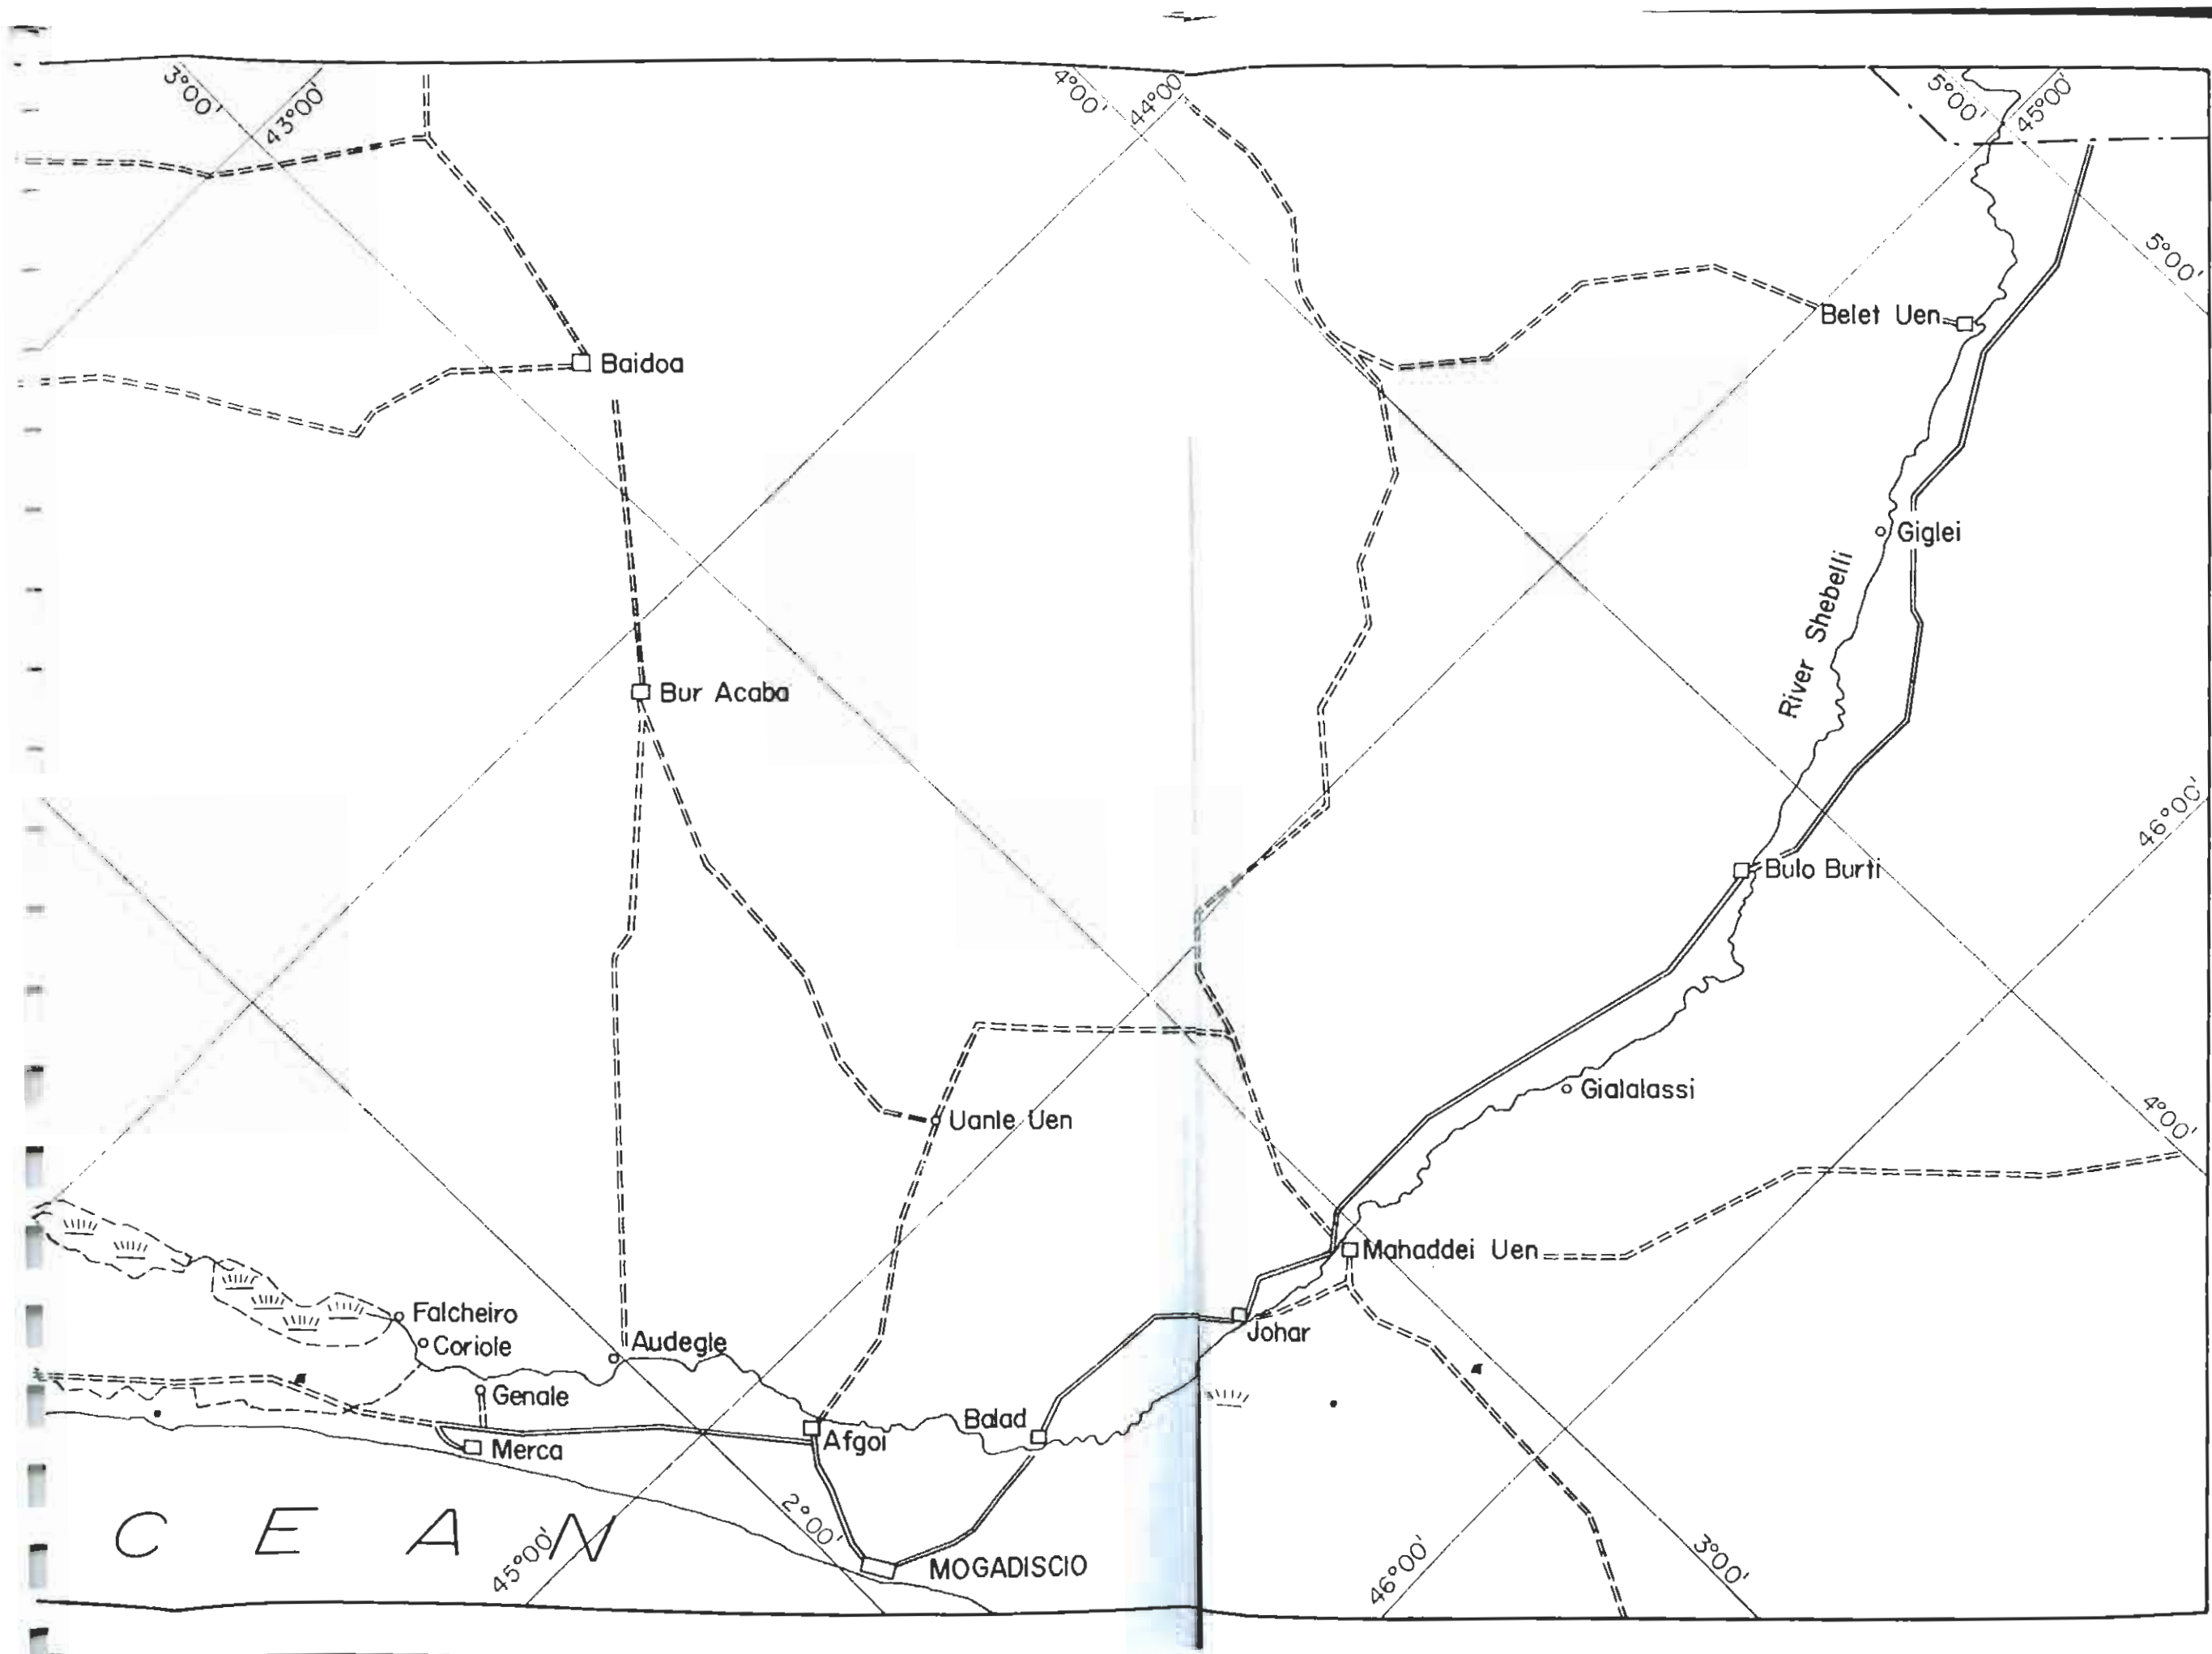 3°00'
43°00'
4°00'
44°00'
5°00'
45°00'
5°00'
Belet Uen
Baidoa
Giglei
River Shebelli
Bur Acaba
46°00'
Bulo Burti
Gialalassi
4°00'
Uanle Uen
Mahaddei Uen
Falcheiro
Johar
Coriole
Audegle
Genale
Balad
Afgoi
Merca
C E A N
2°00'
45°00'
MOGADISCIO
46°00'
3°00'